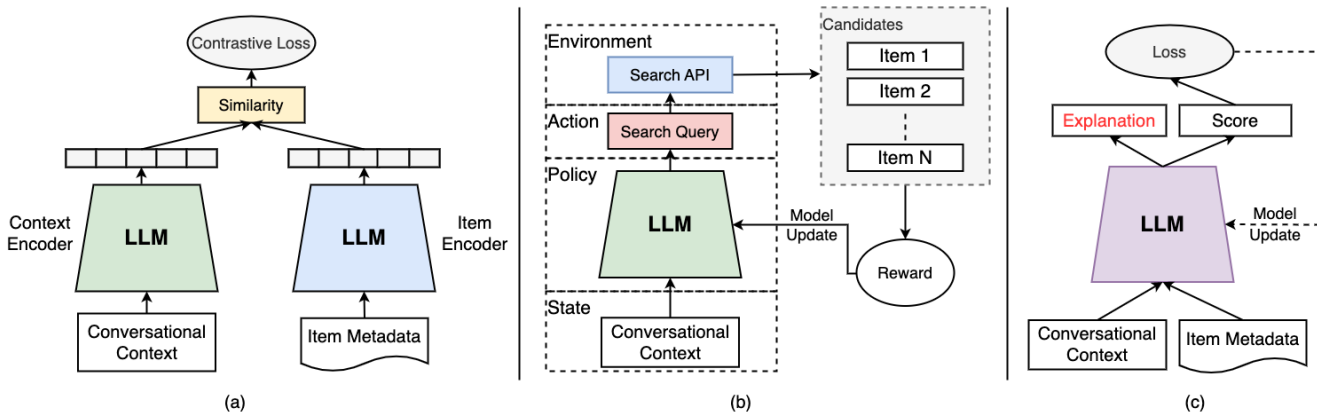 Contrastive Loss
Similarity
Context
Encoder
LLM
LLM
Item
Encoder
Conversational
Context
Item Metadata
(a)
Environment
Search API
Action
Search Query
Policy
LLM
State
Conversational
Context
Candidates
Item 1
Item 2
Item N
Model
Update
Reward
(b)
Loss
Explanation
Score
LLM
Model
Update
Conversational
Context
Item Metadata
(c)